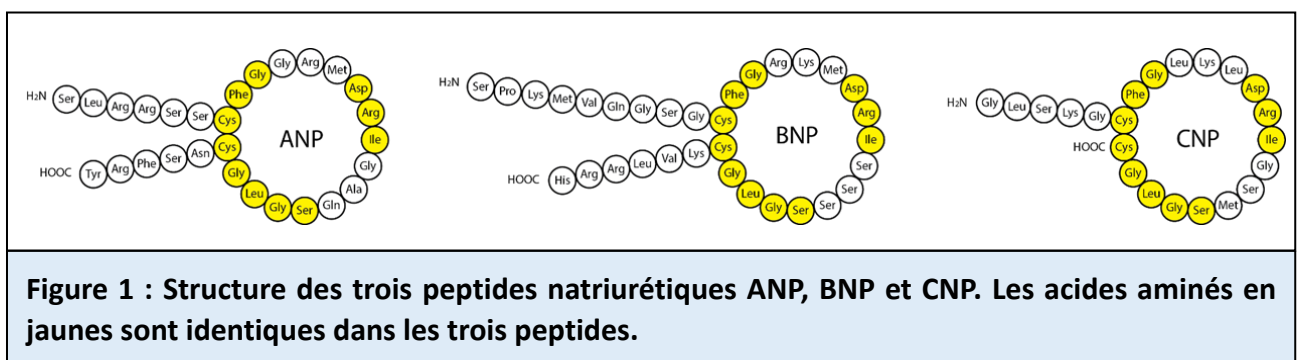 H₂N Ser Leu Arg Arg Ser Ser Cys Phe Gly Gly Arg Met Asp Arg Ile Gly Ala Gln Ser Gly Leu Gly Cys Asn Ser Phe Arg Tyr HOOC
ANP
H₂N Ser Pro Lys Met Val Gln Gly Ser Gly Cys Phe Gly Arg Lys Met Asp Arg Ile Ser Ser Ser Ser Gly Leu Gly Cys Lys Val Leu Arg Arg His HOOC
BNP
H₂N Gly Leu Ser Lys Gly Cys Phe Gly Leu Lys Leu Asp Arg Ile Gly Ser Met Ser Gly Leu Gly Cys HOOC
CNP
Figure 1 : Structure des trois peptides natriurétiques ANP, BNP et CNP. Les acides aminés en
jaunes sont identiques dans les trois peptides.